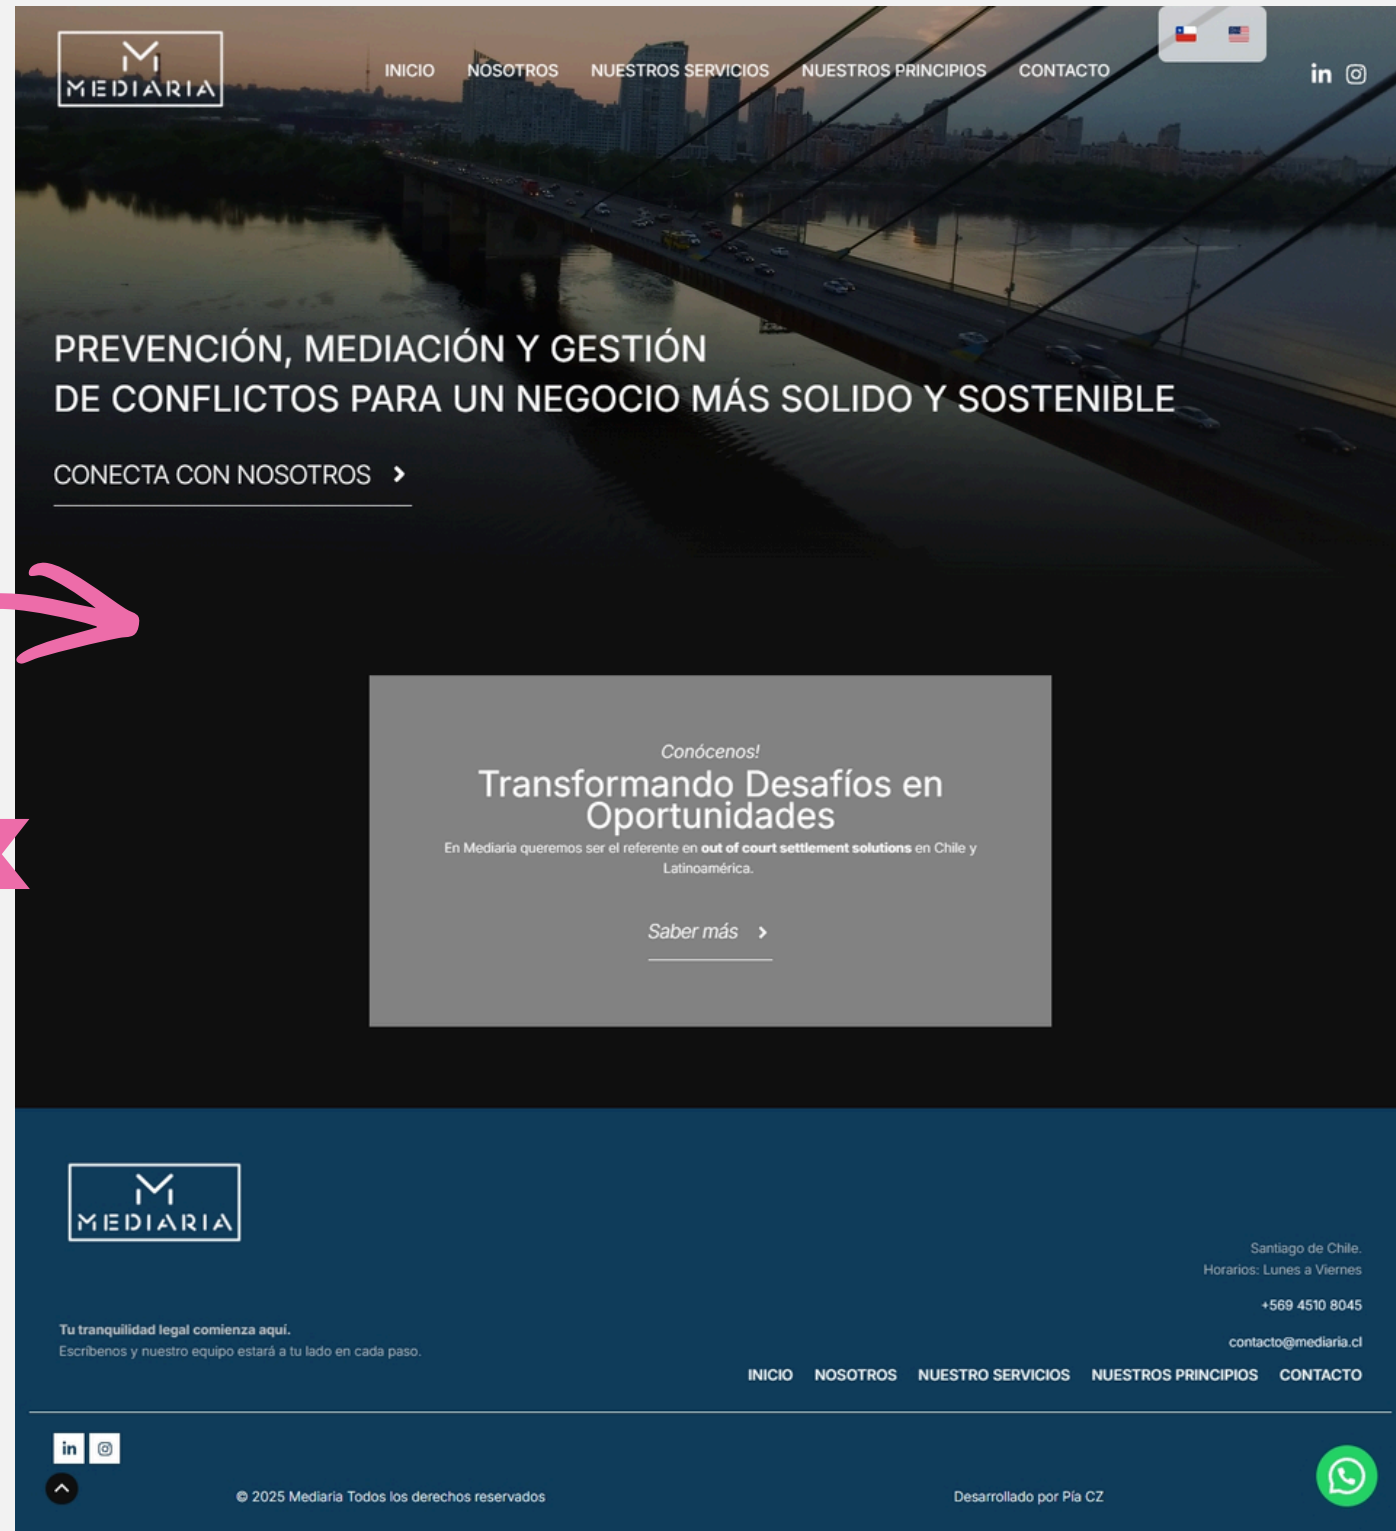 MEDIARIA
INICIO NOSOTROS NUESTROS SERVICIOS NUESTROS PRINCIPIOS CONTACTO
in
PREVENCIÓN, MEDIACIÓN Y GESTIÓN
DE CONFLICTOS PARA UN NEGOCIO MÁS SOLIDO Y SOSTENIBLE
CONECTA CON NOSOTROS
Conócenos!
Transformando Desafíos en
Oportunidades
En Mediaria queremos ser el referente en out of court settlement solutions en Chile y
Latinoamérica.
Saber más
MEDIARIA
Tu tranquilidad legal comienza aquí.
Escríbenos y nuestro equipo estará a tu lado en cada paso.
Santiago de Chile.
Horarios: Lunes a Viernes
+569 4510 8045
contacto@mediaria.cl
INICIO NOSOTROS NUESTRO SERVICIOS NUESTROS PRINCIPIOS CONTACTO
in
© 2025 Mediaria Todos los derechos reservados
Desarrollado por Pía CZ